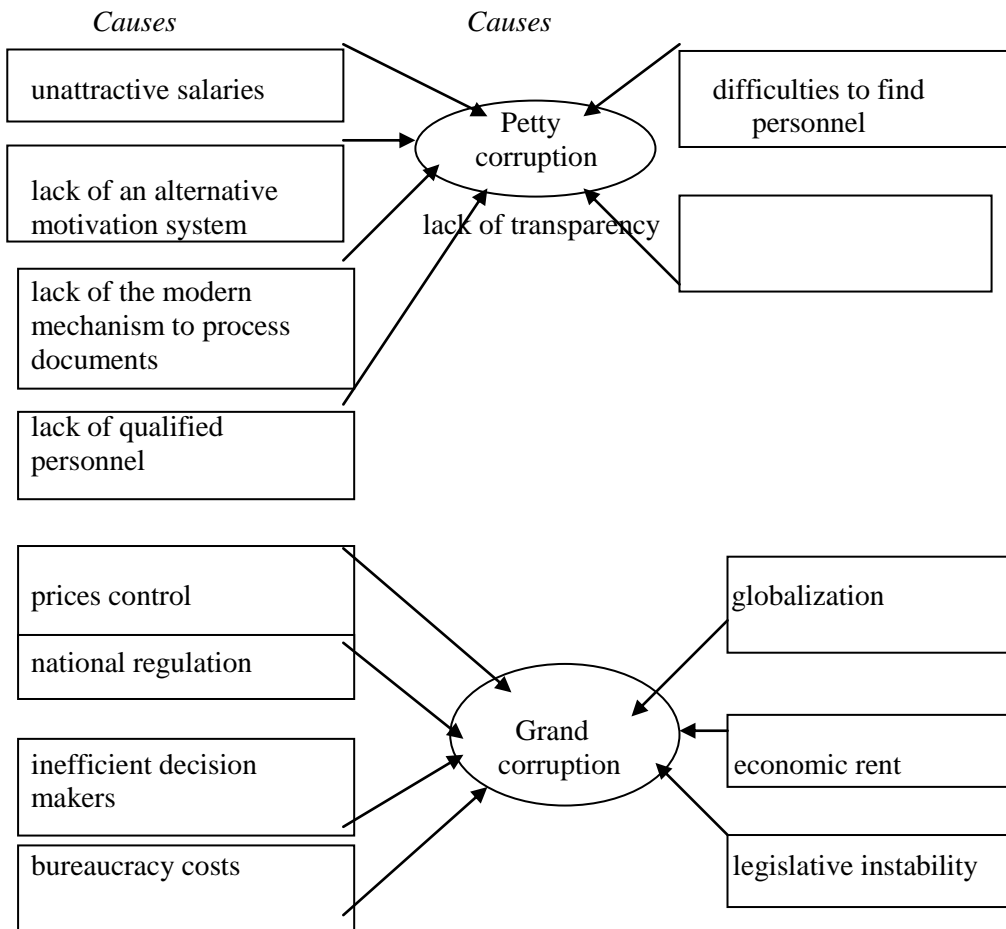 Causes
Causes
unattractive salaries
lack of an alternative
motivation system
lack of the modern
mechanism to process
documents
lack of qualified
personnel
Petty
corruption
lack of transparency
difficulties to find
personnel
prices control
national regulation
inefficient decision
makers
bureaucracy costs
Grand
corruption
globalization
economic rent
legislative instability